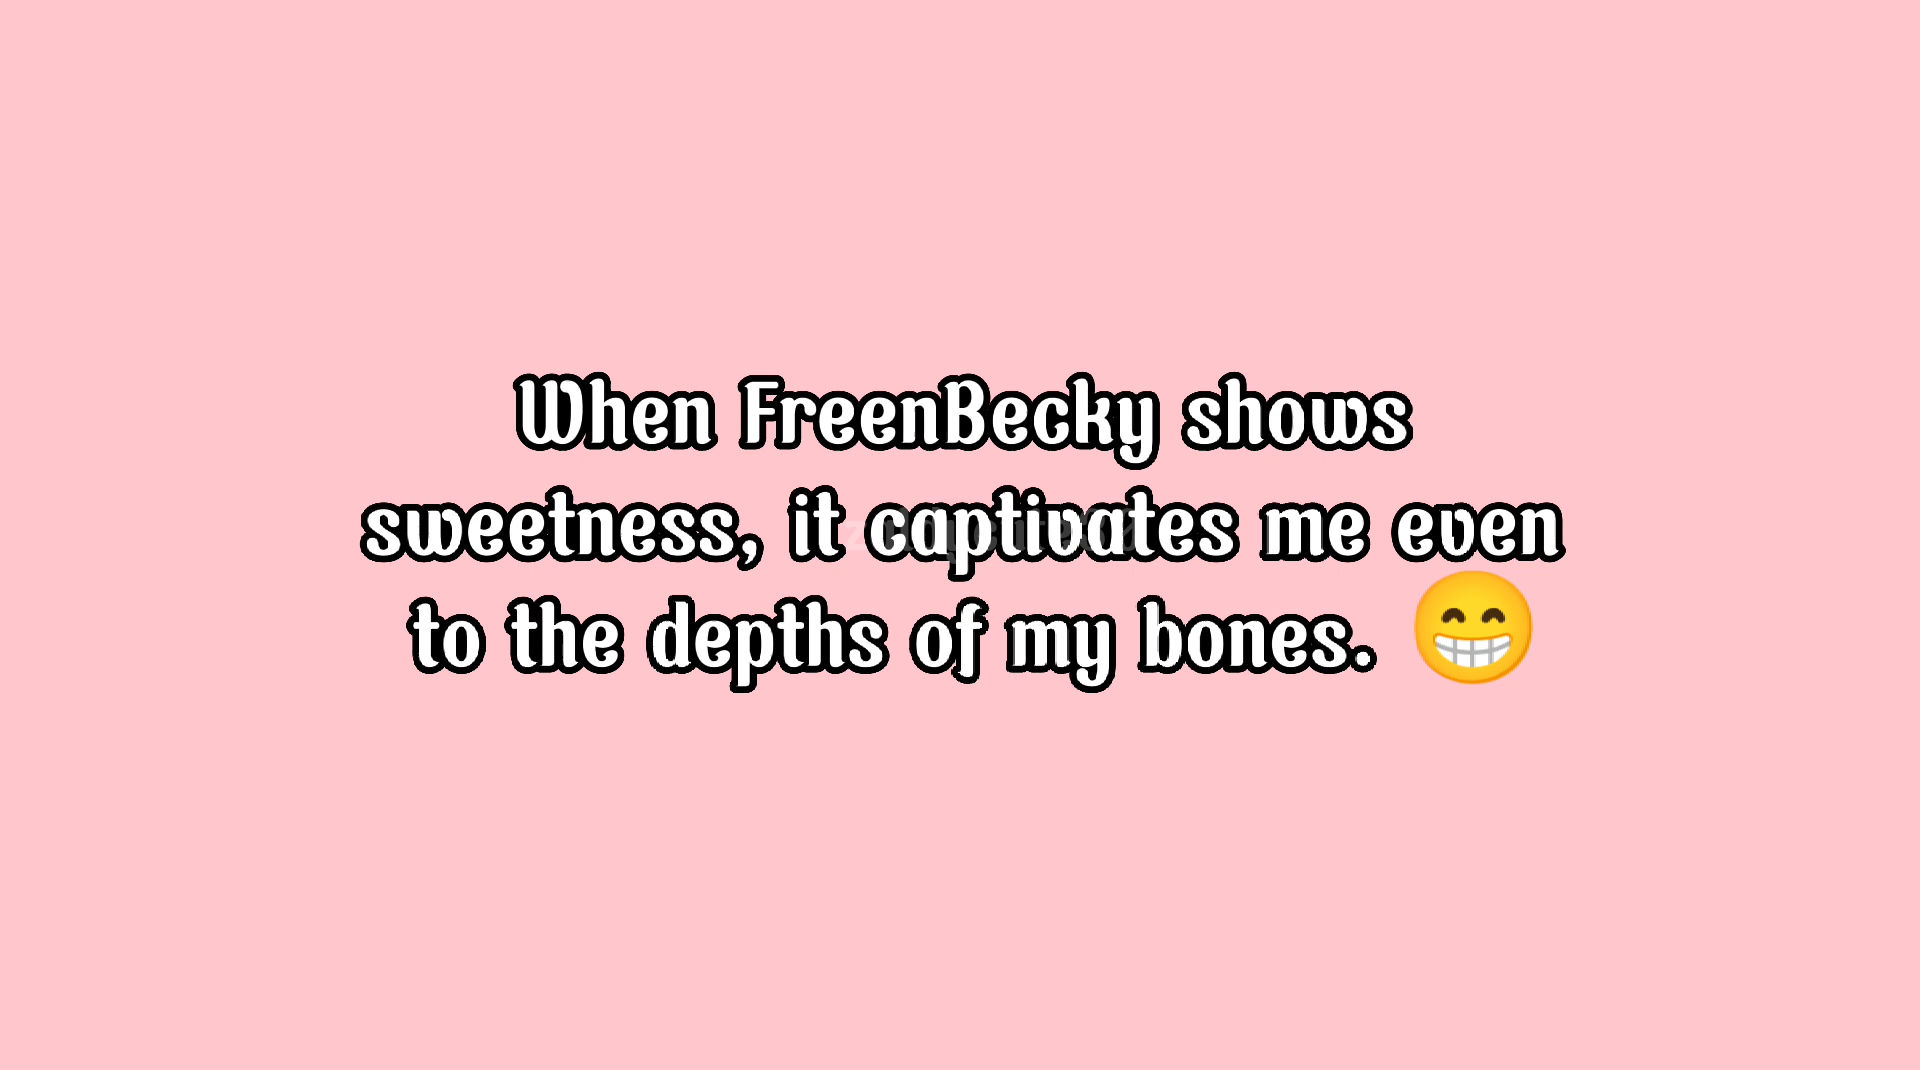 When FreenBecky shows
sweetness, it captivates me even
to the depths of my bones. 😁